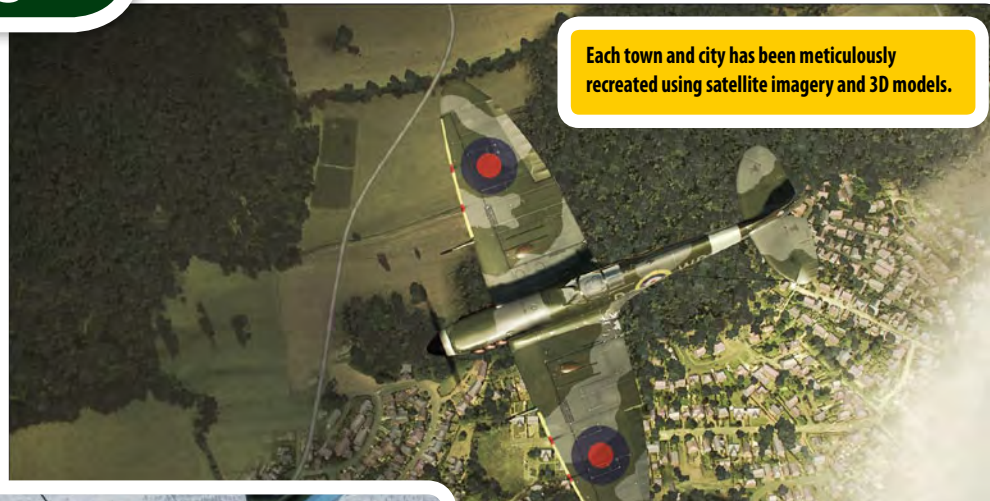 Each town and city has been meticulously
recreated using satellite imagery and 3D models.